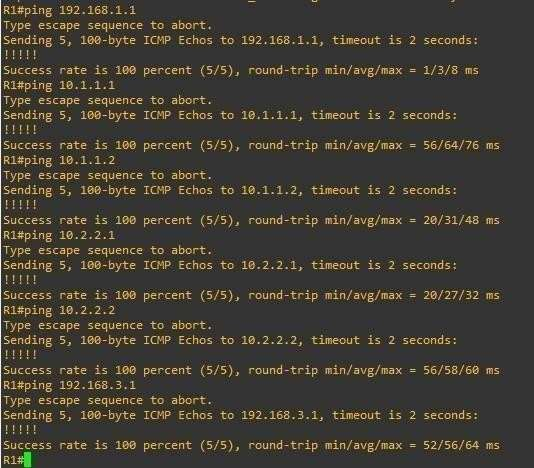 R1#ping 192.168.1.1
Type escape sequence to abort.
Sending 5, 100-byte ICMP Echos to 192.168.1.1, timeout is 2 seconds:
!!!!!
Success rate is 100 percent (5/5), round-trip min/avg/max = 1/3/8 ms
R1#ping 10.1.1.1
Type escape sequence to abort.
Sending 5, 100-byte ICMP Echos to 10.1.1.1, timeout is 2 seconds:
!!!!!
Success rate is 100 percent (5/5), round-trip min/avg/max = 56/64/76 ms
R1#ping 10.1.1.2
Type escape sequence to abort.
Sending 5, 100-byte ICMP Echos to 10.1.1.2, timeout is 2 seconds:
!!!!!
Success rate is 100 percent (5/5), round-trip min/avg/max = 20/31/48 ms
R1#ping 10.2.2.1
Type escape sequence to abort.
Sending 5, 100-byte ICMP Echos to 10.2.2.1, timeout is 2 seconds:
!!!!!
Success rate is 100 percent (5/5), round-trip min/avg/max = 20/27/32 ms
R1#ping 10.2.2.2
Type escape sequence to abort.
Sending 5, 100-byte ICMP Echos to 10.2.2.2, timeout is 2 seconds:
!!!!!
Success rate is 100 percent (5/5), round-trip min/avg/max = 56/58/60 ms
R1#ping 192.168.3.1
Type escape sequence to abort.
Sending 5, 100-byte ICMP Echos to 192.168.3.1, timeout is 2 seconds:
!!!!!
Success rate is 100 percent (5/5), round-trip min/avg/max = 52/56/64 ms
R1#